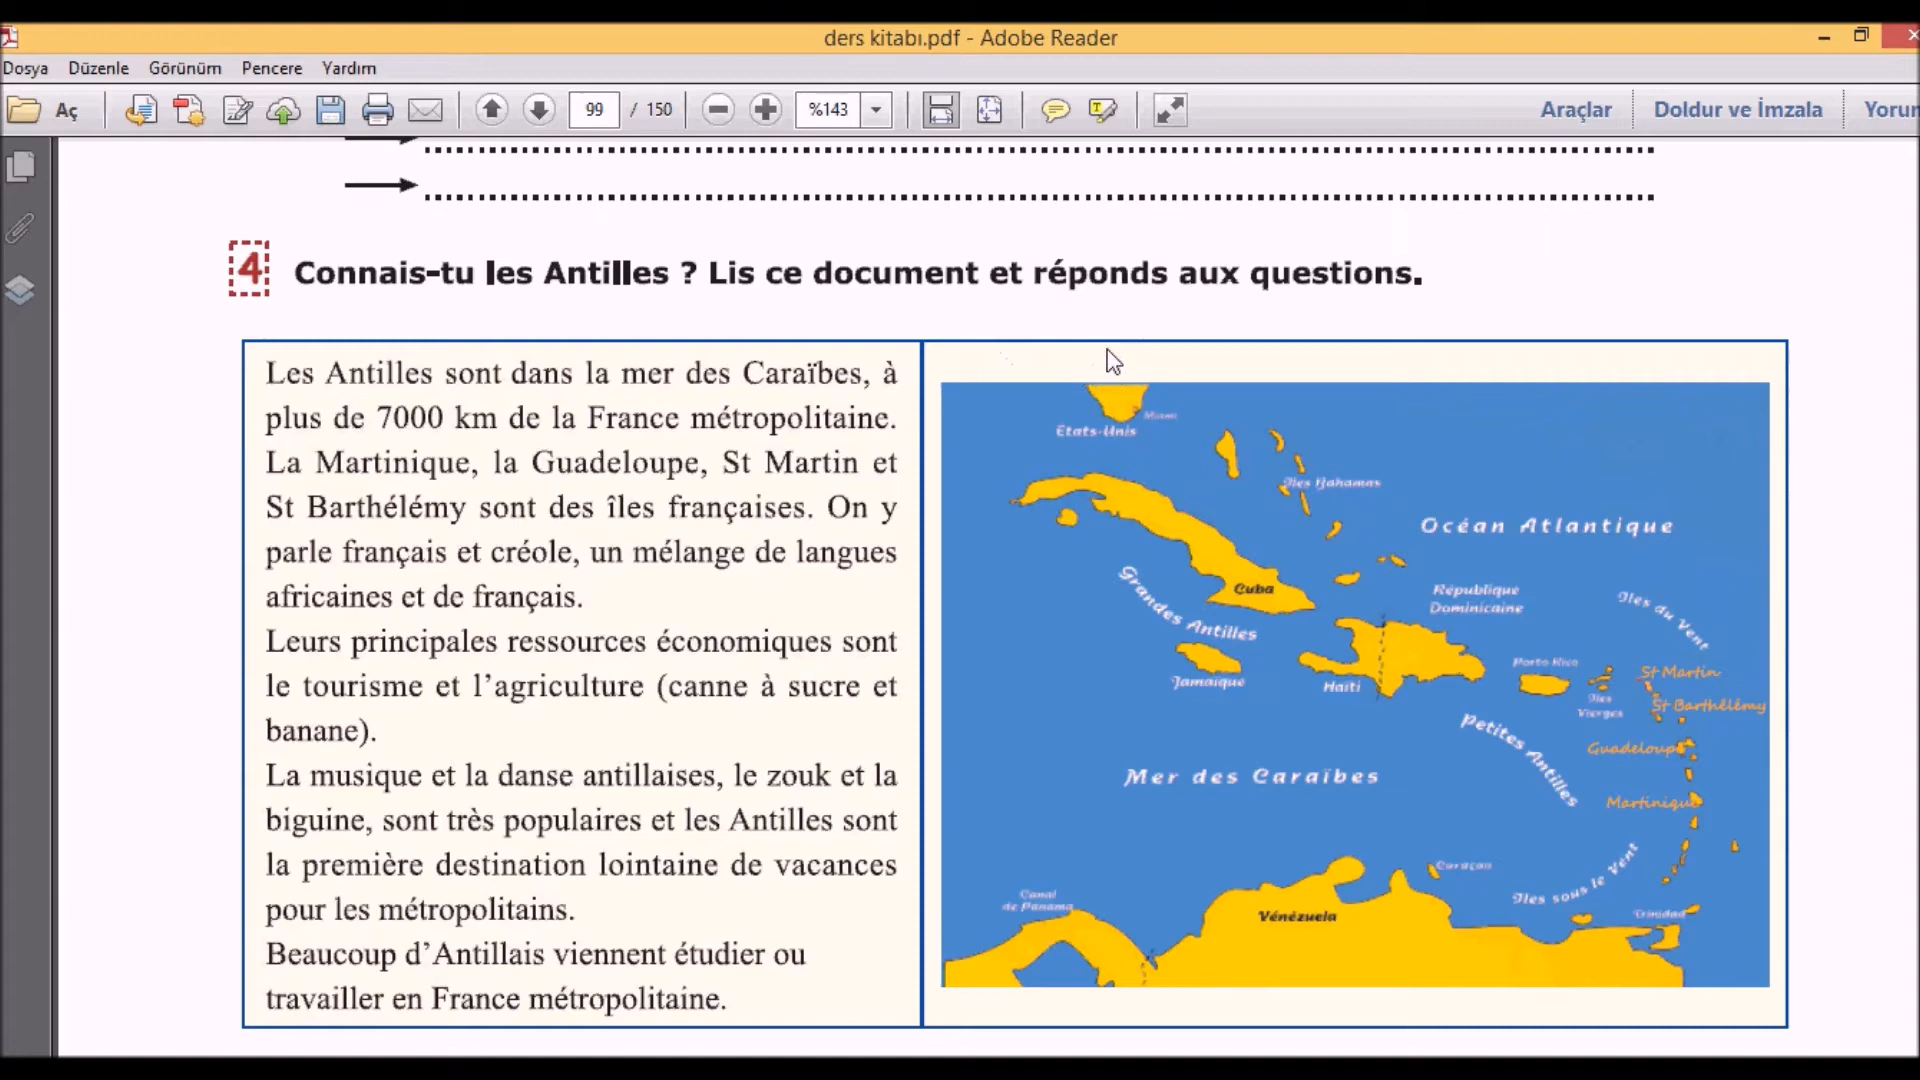 ders kitabı.pdf - Adobe Reader
Dosya Düzenle Görünüm Pencere Yardım
Aç 99 / 150 %143 Araçlar Doldur ve İmzala Yorum
4 Connais-tu les Antilles ? Lis ce document et réponds aux questions.
Les Antilles sont dans la mer des Caraïbes, à
plus de 7000 km de la France métropolitaine.
La Martinique, la Guadeloupe, St Martin et
St Barthélémy sont des îles françaises. On y
parle français et créole, un mélange de langues
africaines et de français.
Leurs principales ressources économiques sont
le tourisme et l’agriculture (canne à sucre et
banane).
La musique et la danse antillaises, le zouk et la
biguine, sont très populaires et les Antilles sont
la première destination lointaine de vacances
pour les métropolitains.
Beaucoup d’Antillais viennent étudier ou
travailler en France métropolitaine.
Miami
Etats-Unis
Iles Bahamas
Océan Atlantique
Cuba
Grandes Antilles
République
Dominicaine
Iles du Vent
Jamaïque
Haïti
Porto Rico
Iles
Vierges
St Martin
St Barthélémy
Petites Antilles
Guadeloupe
Mer des Caraïbes
Martinique
Curaçao
Iles sous le Vent
Canal
de Panama
Vénézuela
Trinidad